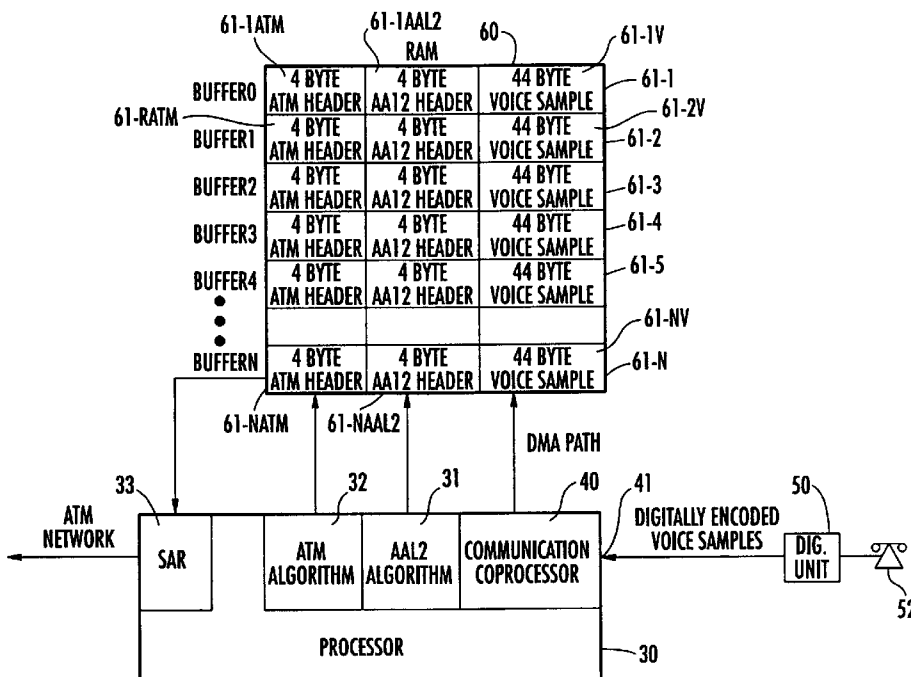 61-1ATM
61-1AAL2
RAM
60
61-1V
BUFFER0
4 BYTE ATM HEADER
4 BYTE AA12 HEADER
44 BYTE VOICE SAMPLE
61-1
61-RATM
61-2V
BUFFER1
4 BYTE ATM HEADER
4 BYTE AA12 HEADER
44 BYTE VOICE SAMPLE
61-2
BUFFER2
4 BYTE ATM HEADER
4 BYTE AA12 HEADER
44 BYTE VOICE SAMPLE
61-3
BUFFER3
4 BYTE ATM HEADER
4 BYTE AA12 HEADER
44 BYTE VOICE SAMPLE
61-4
BUFFER4
4 BYTE ATM HEADER
4 BYTE AA12 HEADER
44 BYTE VOICE SAMPLE
61-5
61-NV
BUFFERN
4 BYTE ATM HEADER
4 BYTE AA12 HEADER
44 BYTE VOICE SAMPLE
61-N
61-NATM
61-NAAL2
DMA PATH
33
32
31
40
41
50
ATM NETWORK
SAR
ATM ALGORITHM
AAL2 ALGORITHM
COMMUNICATION COPROCESSOR
DIGITALLY ENCODED VOICE SAMPLES
DIG. UNIT
52
PROCESSOR
30